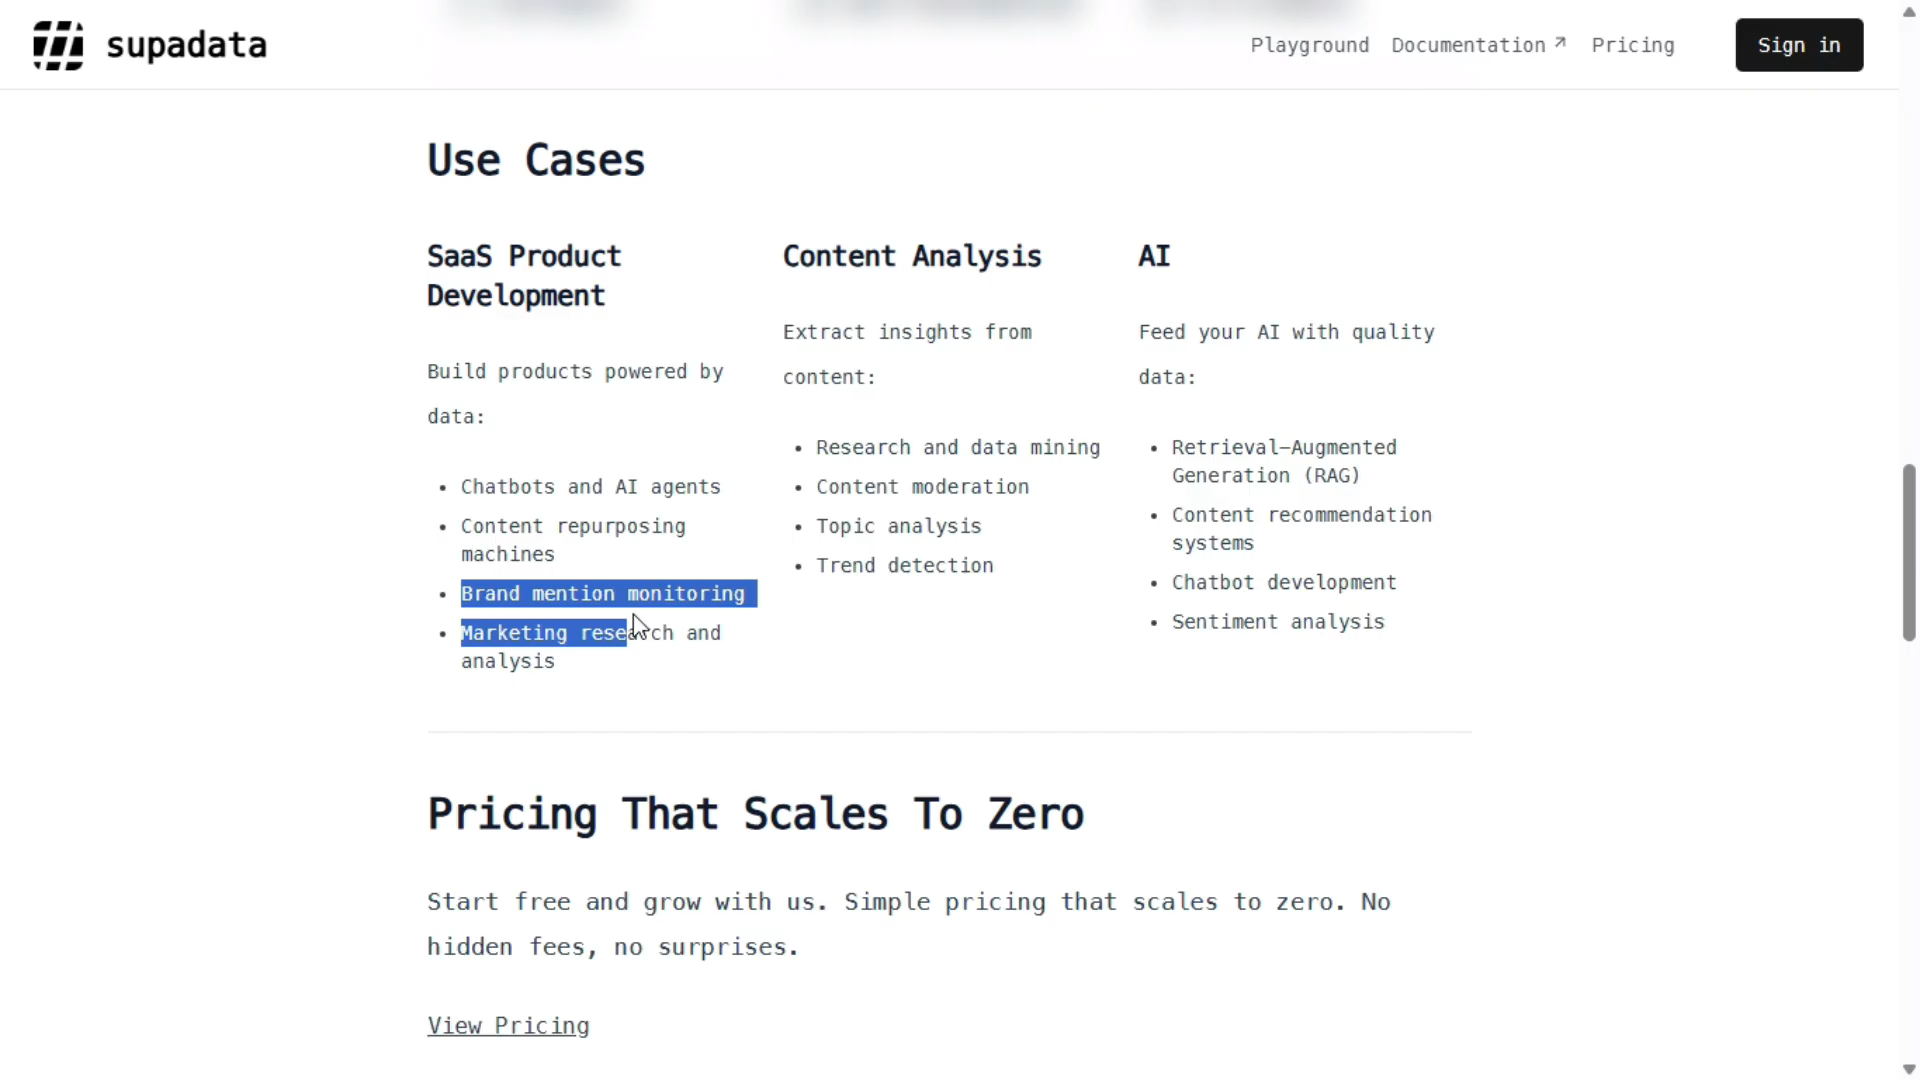 supadata
Playground
Documentation ↗
Pricing
Sign in
Use Cases
SaaS Product
Development
Build products powered by
data:
• Chatbots and AI agents
• Content repurposing
machines
• Brand mention monitoring
• Marketing research and
analysis
Content Analysis
Extract insights from
content:
• Research and data mining
• Content moderation
• Topic analysis
• Trend detection
AI
Feed your AI with quality
data:
• Retrieval-Augmented
Generation (RAG)
• Content recommendation
systems
• Chatbot development
• Sentiment analysis
Pricing That Scales To Zero
Start free and grow with us. Simple pricing that scales to zero. No
hidden fees, no surprises.
View Pricing